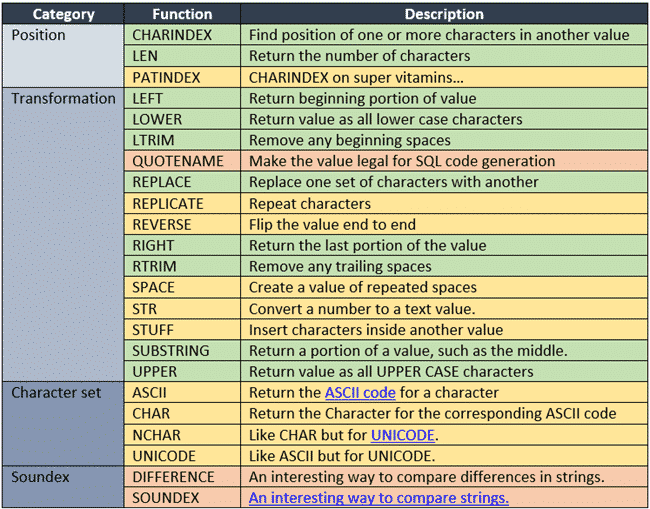 Category Function Description
Position CHARINDEX Find position of one or more characters in another value
LEN Return the number of characters
PATINDEX CHARINDEX on super vitamins...
Transformation LEFT Return beginning portion of value
LOWER Return value as all lower case characters
LTRIM Remove any beginning spaces
QUOTENAME Make the value legal for SQL code generation
REPLACE Replace one set of characters with another
REPLICATE Repeat characters
REVERSE Flip the value end to end
RIGHT Return the last portion of the value
RTRIM Remove any trailing spaces
SPACE Create a value of repeated spaces
STR Convert a number to a text value.
STUFF Insert characters inside another value
SUBSTRING Return a portion of a value, such as the middle.
UPPER Return value as all UPPER CASE characters
Character set ASCII Return the ASCII code for a character
CHAR Return the Character for the corresponding ASCII code
NCHAR Like CHAR but for UNICODE.
UNICODE Like ASCII but for UNICODE.
Soundex DIFFERENCE An interesting way to compare differences in strings.
SOUNDEX An interesting way to compare strings.